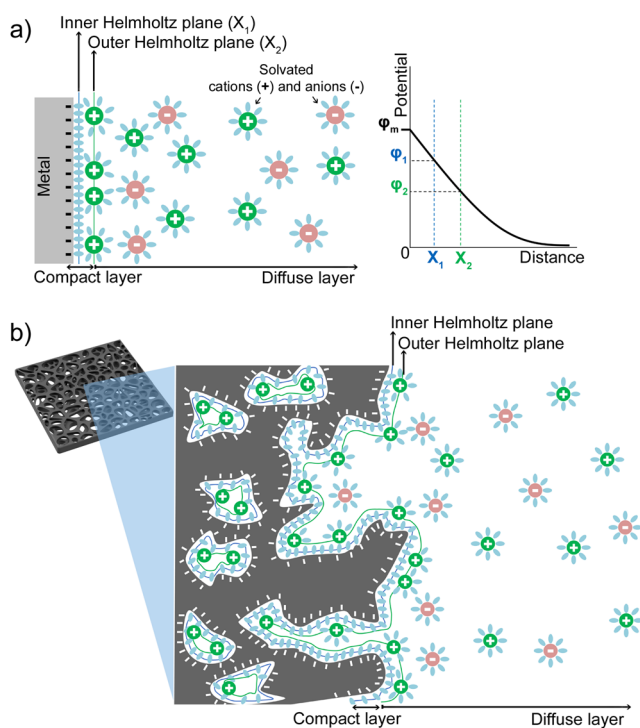 a)
Inner Helmholtz plane (X1)
Outer Helmholtz plane (X2)
Solvated
cations (+) and anions (-)
Metal
Compact layer
Diffuse layer
Potential
φm
φ1
φ2
0
X1
X2
Distance
b)
Inner Helmholtz plane
Outer Helmholtz plane
Compact layer
Diffuse layer